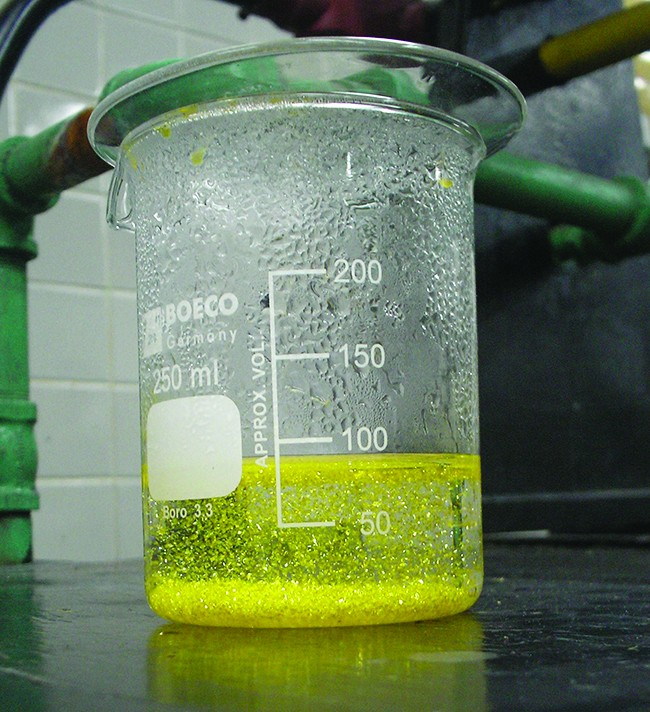 BOECO
Germany
250 ml
Boro 3.3
APPROX. VOL.
200
150
100
50